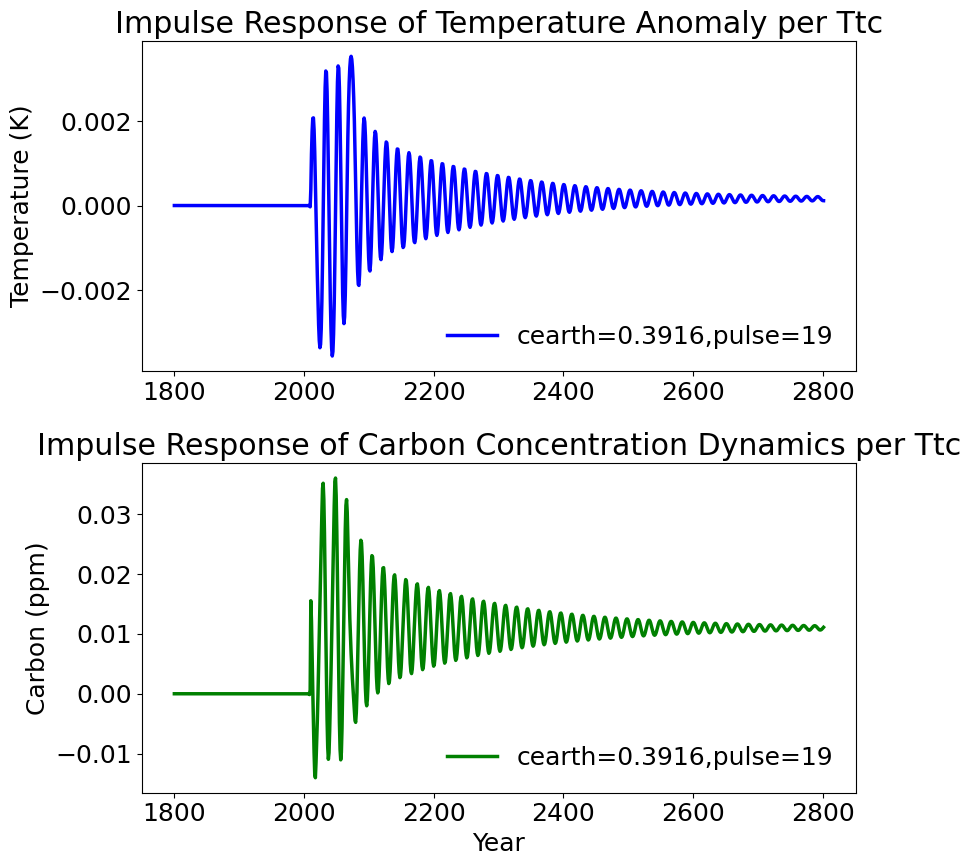 Impulse Response of Temperature Anomaly per Ttc
Temperature (K)
0.002
0.000
−0.002
cearth=0.3916,pulse=19
1800 2000 2200 2400 2600 2800
Impulse Response of Carbon Concentration Dynamics per Ttc
Carbon (ppm)
0.03
0.02
0.01
0.00
−0.01
cearth=0.3916,pulse=19
1800 2000 2200 2400 2600 2800
Year